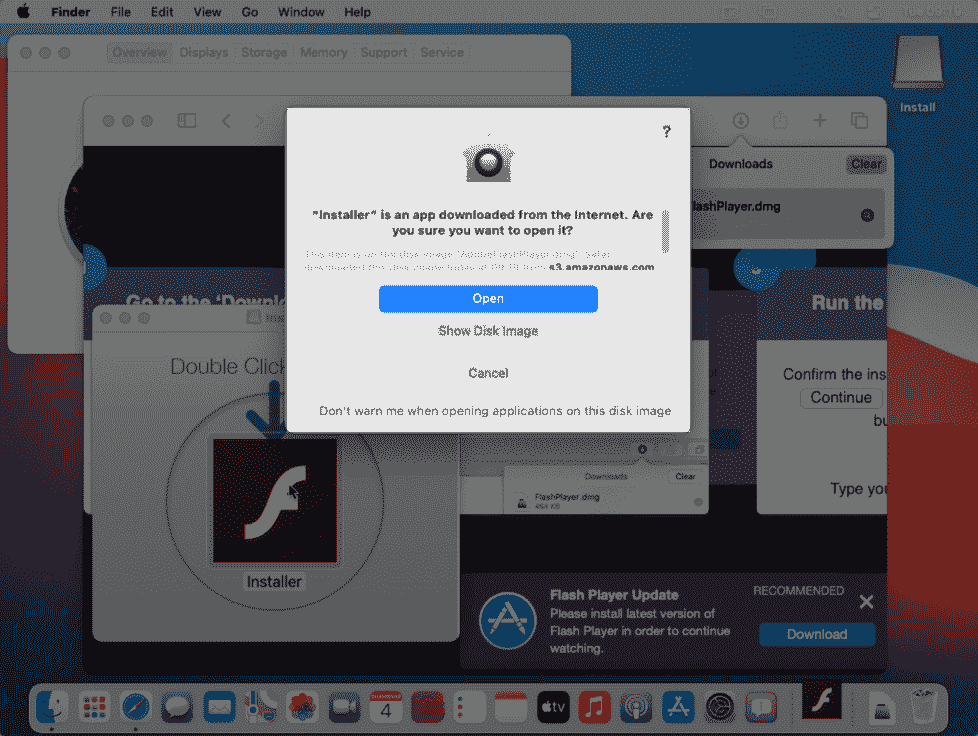 Finder File Edit View Go Window Help
Overview Displays Storage Memory Support Service
Install
Downloads Clear
lashPlayer.dmg
?
"Installer" is an app downloaded from the Internet. Are
you sure you want to open it?
s3.amazonaws.com
Open
Show Disk Image
Cancel
Don't warn me when opening applications on this disk image
Go to the 'Downl
Run the
Confirm the ins
Continue
bu
Type you
Ins
Double Click
Installer
Downloads Clear
FlashPlayer.dmg
Flash Player Update
RECOMMENDED
Please install latest version of
Flash Player in order to continue
watching.
Download
4
tv